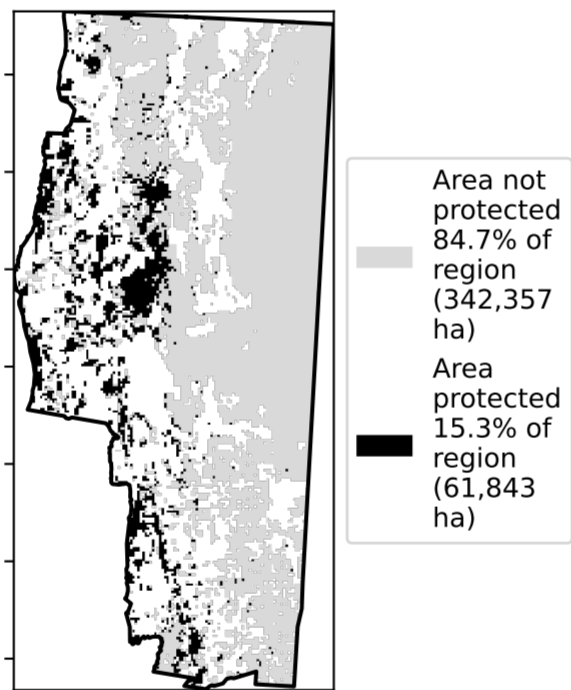 Area not
protected
84.7% of
region
(342,357
ha)
Area
protected
15.3% of
region
(61,843
ha)